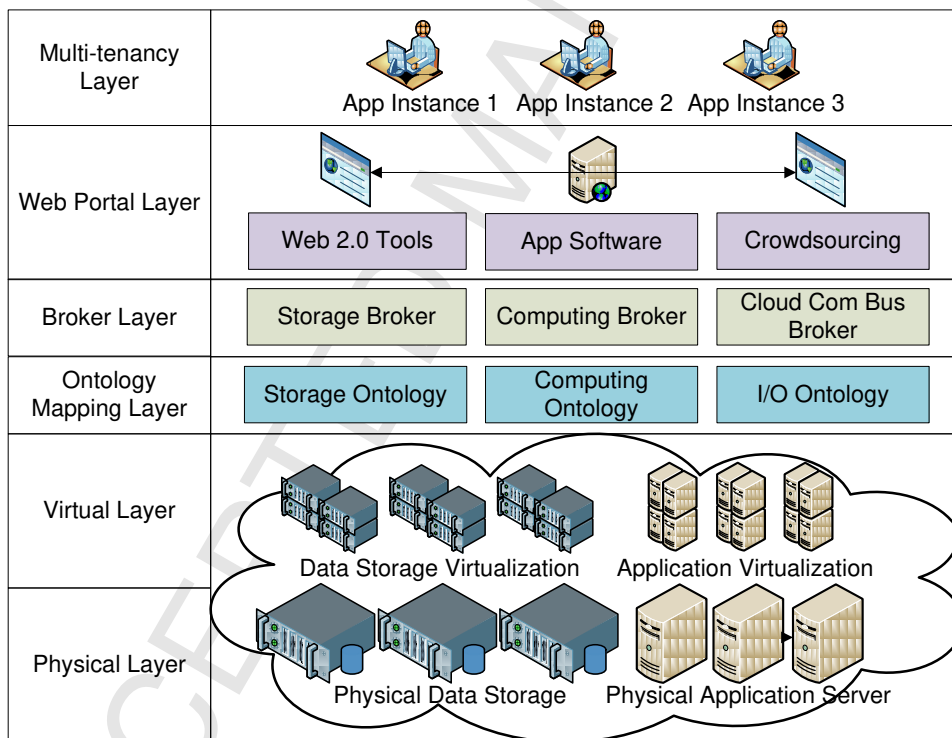 Multi-tenancy
Layer
App Instance 1
App Instance 2
App Instance 3
Web Portal Layer
Web 2.0 Tools
App Software
Crowdsourcing
Broker Layer
Storage Broker
Computing Broker
Cloud Com Bus
Broker
Ontology
Mapping Layer
Storage Ontology
Computing
Ontology
I/O Ontology
Virtual Layer
Data Storage Virtualization
Application Virtualization
Physical Layer
Physical Data Storage
Physical Application Server